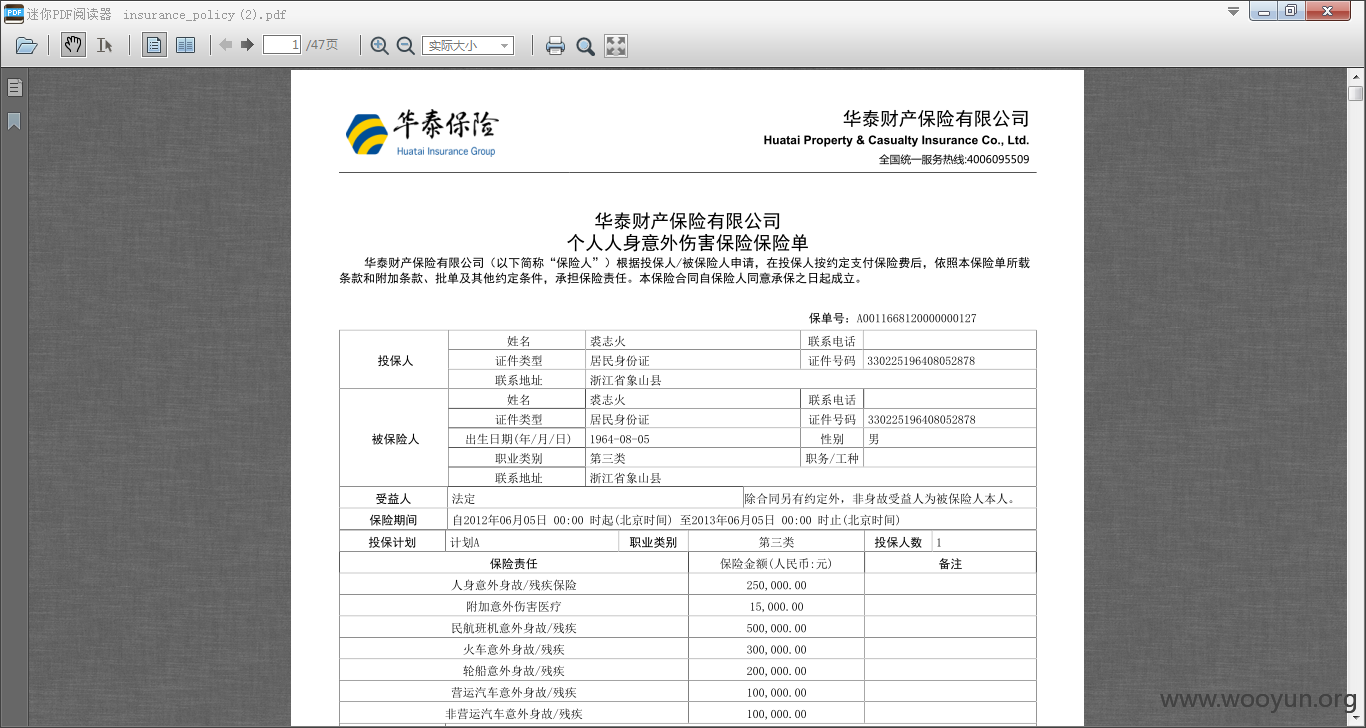 迷你PDF阅读器 insurance_policy(2).pdf
1 /47页 实际大小
华泰保险
Huatai Insurance Group
华泰财产保险有限公司
Huatai Property & Casualty Insurance Co., Ltd.
全国统一服务热线:4006095509
华泰财产保险有限公司
个人人身意外伤害保险保险单
华泰财产保险有限公司（以下简称“保险人”）根据投保人/被保险人申请，在投保人按约定支付保险费后，依照本保险单所载
条款和附加条款、批单及其他约定条件，承担保险责任。本保险合同自保险人同意承保之日起成立。
保单号：A0011668120000000127
投保人
姓名 裘志火 联系电话
证件类型 居民身份证 证件号码 330225196408052878
联系地址 浙江省象山县
被保险人
姓名 裘志火 联系电话
证件类型 居民身份证 证件号码 330225196408052878
出生日期(年/月/日) 1964-08-05 性别 男
职业类别 第三类 职务/工种
联系地址 浙江省象山县
受益人 法定 除合同另有约定外，非身故受益人为被保险人本人。
保险期间 自2012年06月05日 00:00 时起(北京时间) 至2013年06月05日 00:00 时止(北京时间)
投保计划 计划A 职业类别 第三类 投保人数 1
保险责任 保险金额(人民币:元) 备注
人身意外身故/残疾保险 250,000.00
附加意外伤害医疗 15,000.00
民航班机意外身故/残疾 500,000.00
火车意外身故/残疾 300,000.00
轮船意外身故/残疾 200,000.00
营运汽车意外身故/残疾 100,000.00
非营运汽车意外身故/残疾 100,000.00
www.wooyun.org